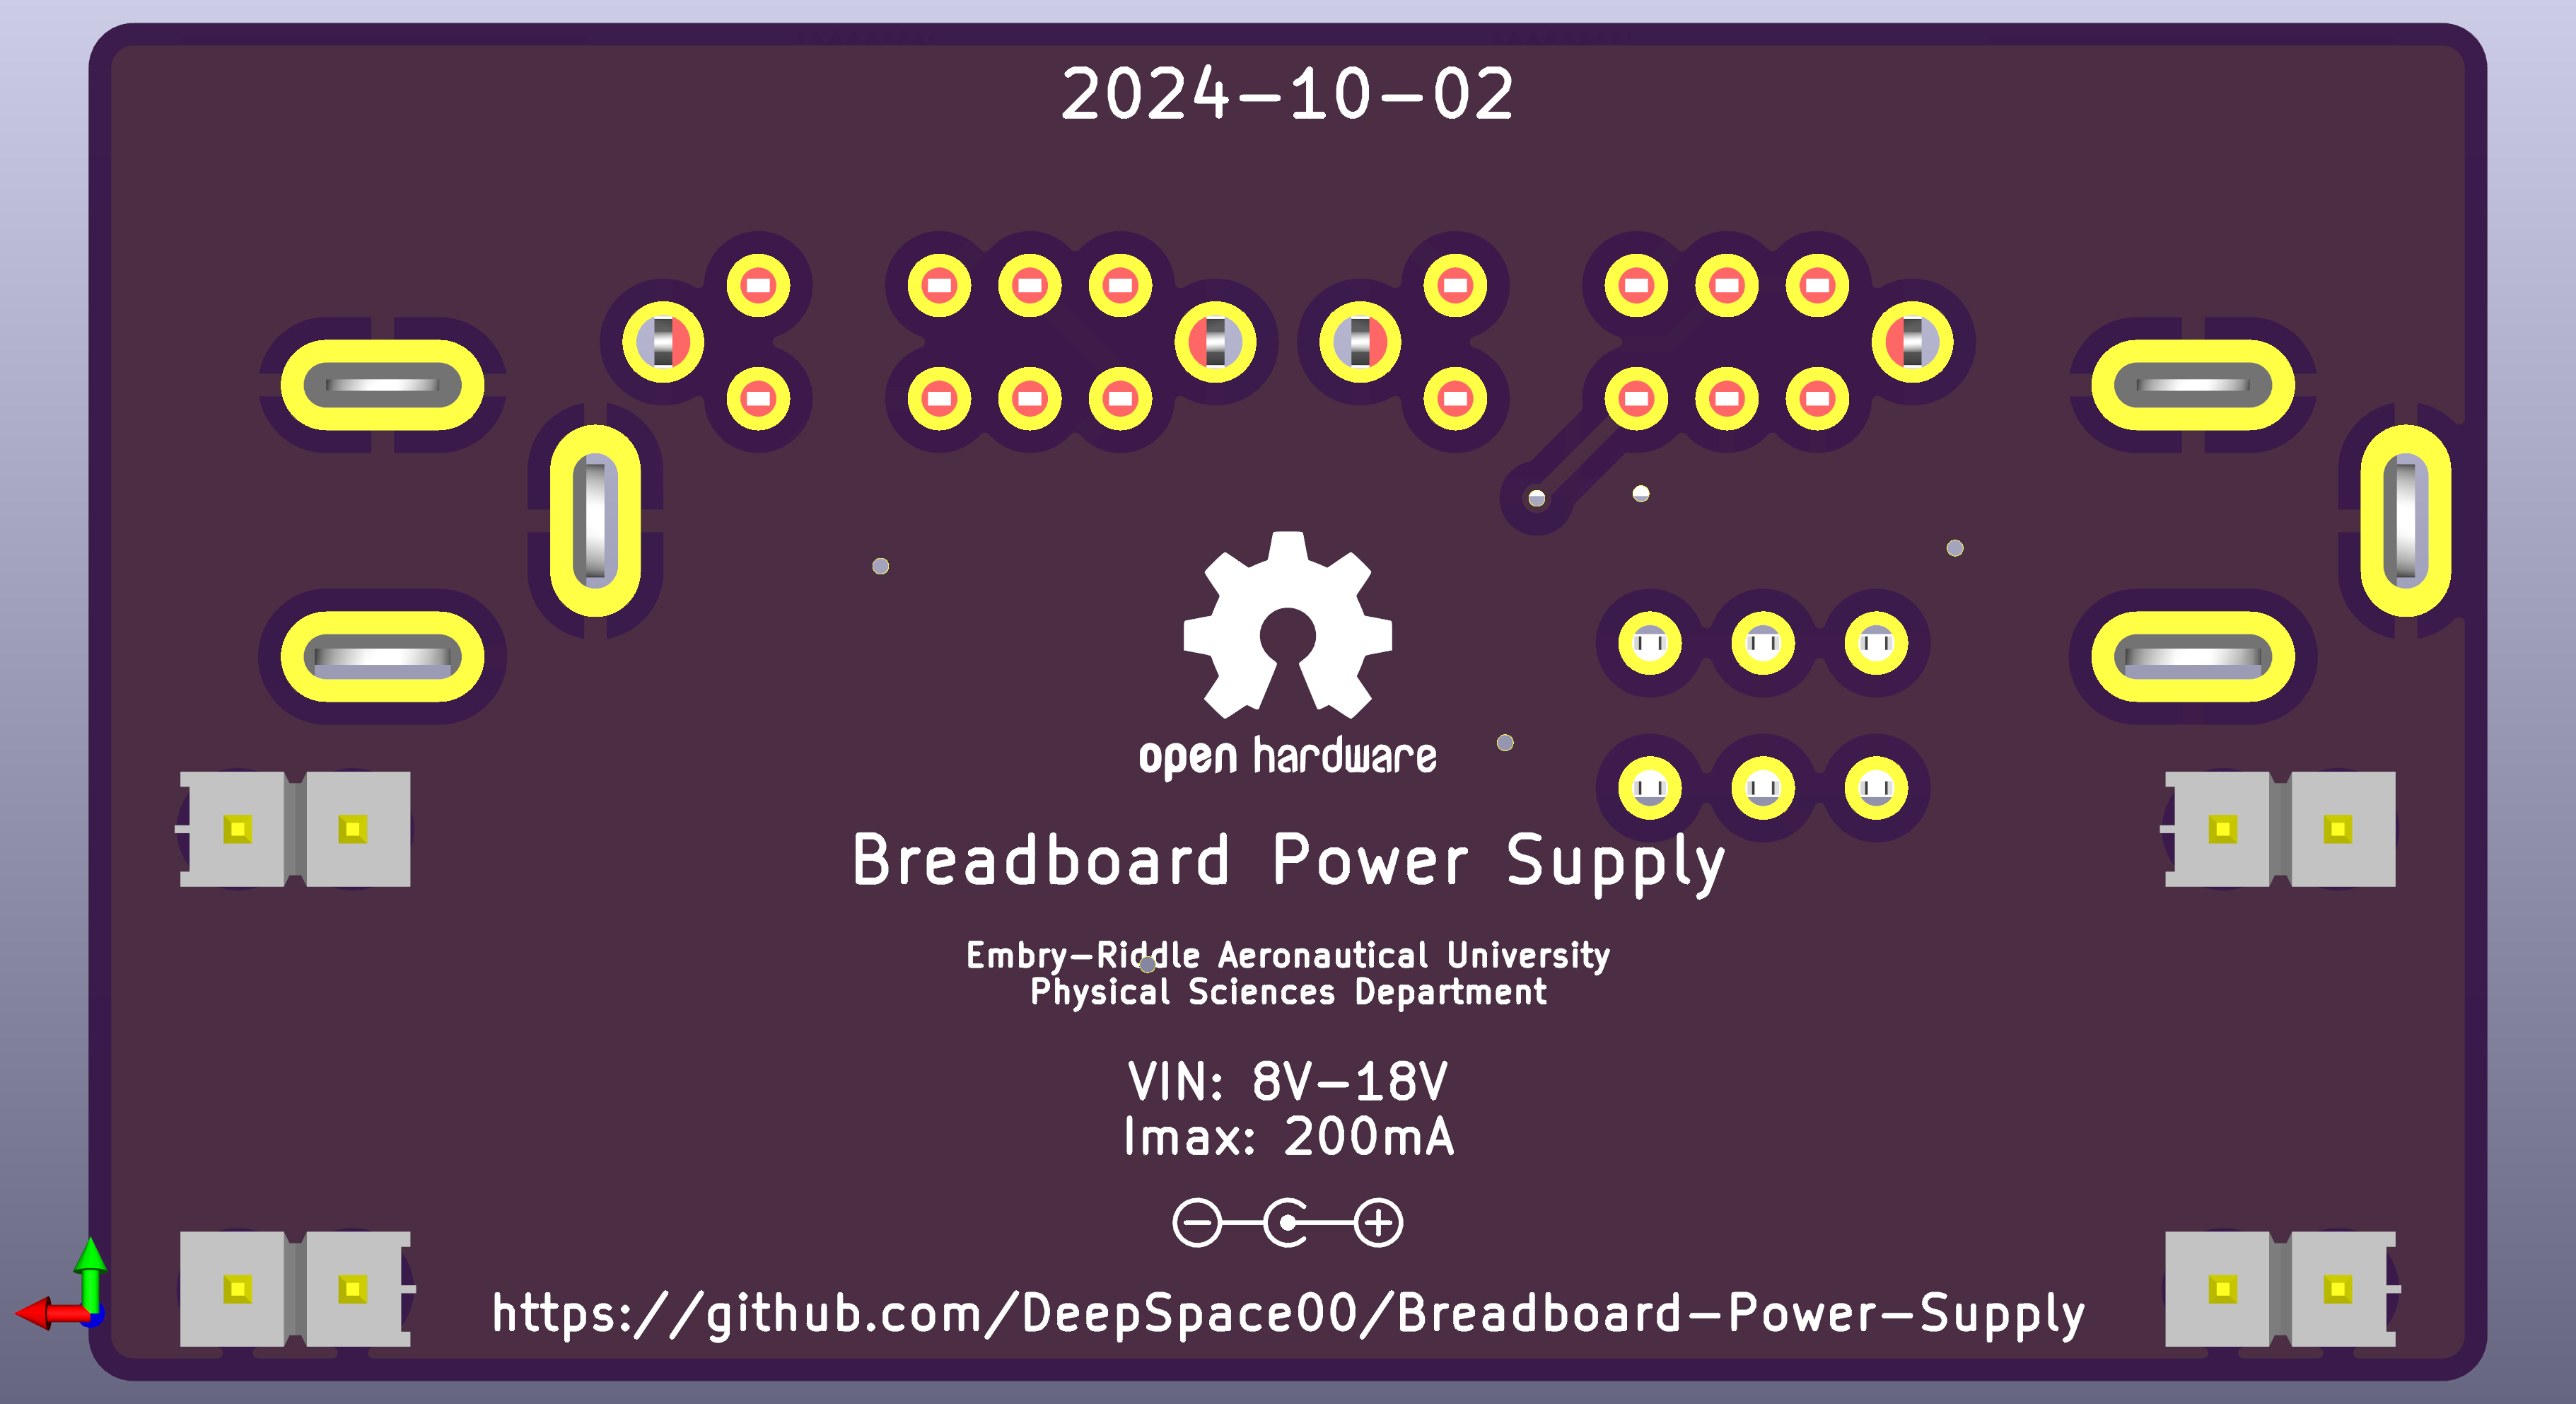 2024-10-02
open hardware
Breadboard Power Supply
Embry-Riddle Aeronautical University
Physical Sciences Department
VIN: 8V-18V
Imax: 200mA
https://github.com/DeepSpace00/Breadboard-Power-Supply